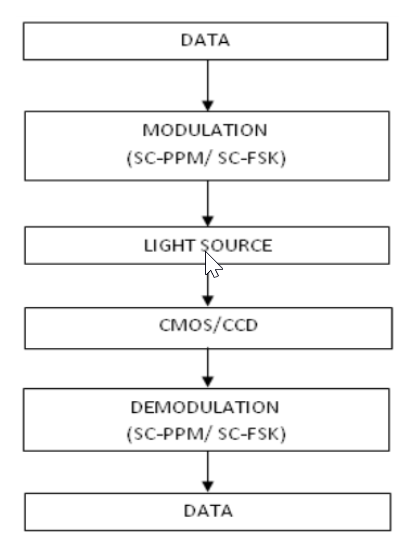 DATA
MODULATION
(SC-PPM/ SC-FSK)
LIGHT SOURCE
CMOS/CCD
DEMODULATION
(SC-PPM/ SC-FSK)
DATA